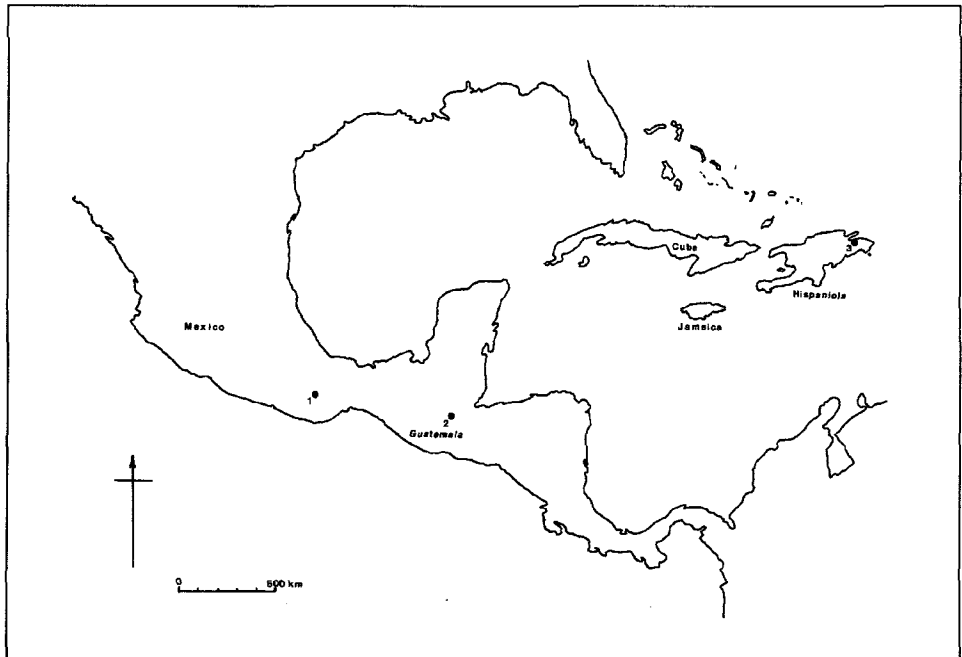 Cuba
3
Hispaniola
Mexico
Jamaica
1
2
Guatemala
0
500 km